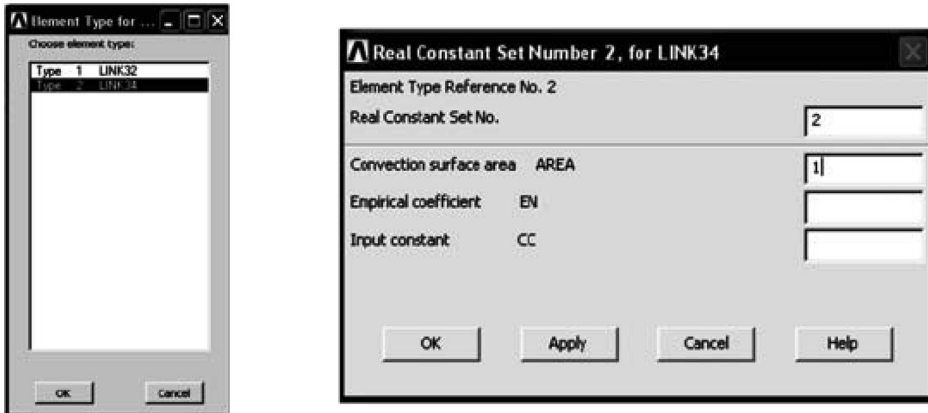 Element Type for ...
Choose element type:
Type 1 LINK32
Type 2 LINK34
OK Cancel
Real Constant Set Number 2, for LINK34
Element Type Reference No. 2
Real Constant Set No. 2
Convection surface area AREA 1
Enpirical coefficient EN
Input constant CC
OK Apply Cancel Help